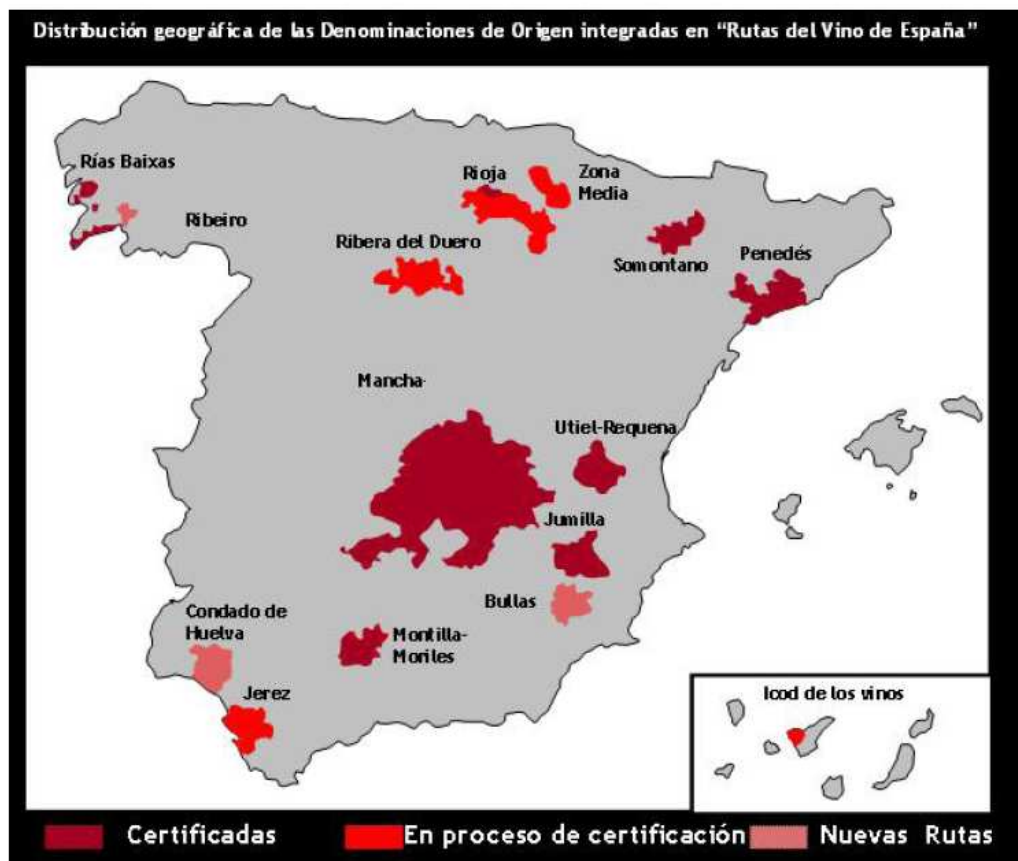 Distribución geográfica de las Denominaciones de Origen integradas en “Rutas del Vino de España”
Rías Baixas
Ribeiro
Rioja
Zona
Media
Ribera del Duero
Somontano
Penedés
Mancha
Utiel-Requena
Jumilla
Bullas
Condado de
Huelva
Montilla-
Moriles
Jerez
Icod de los vinos
Certificadas
En proceso de certificación
Nuevas Rutas